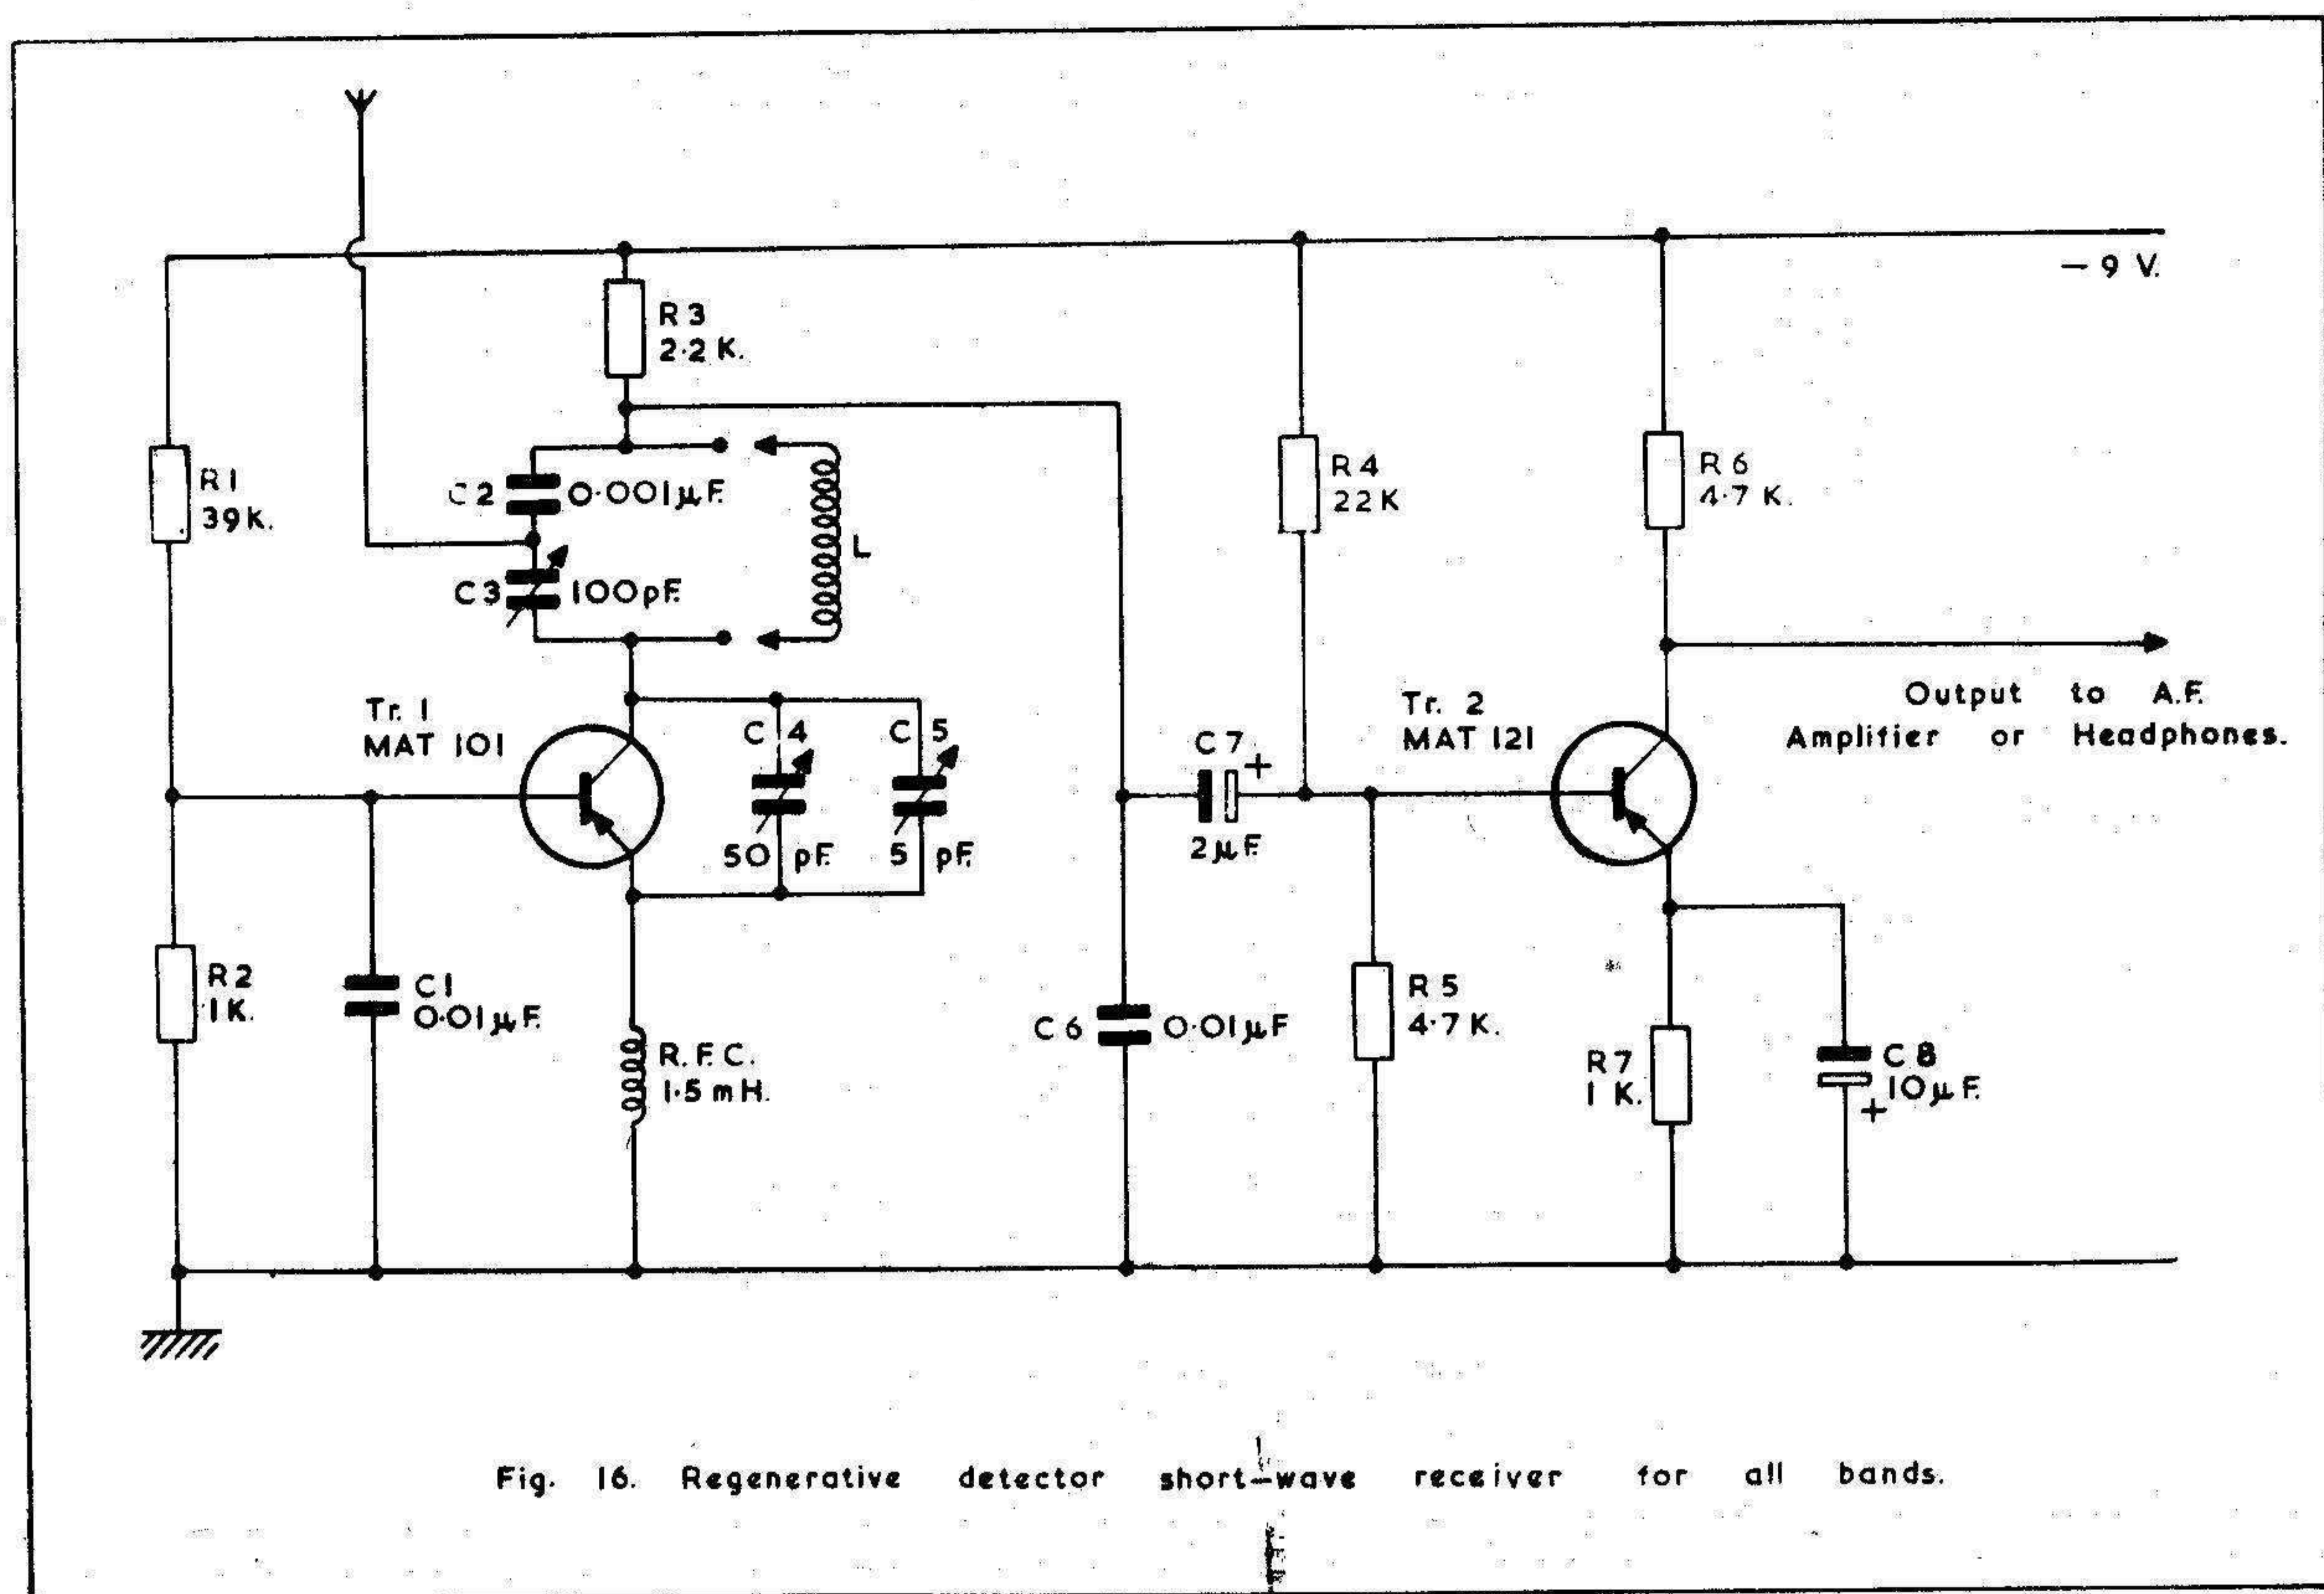 − 9 V.
R3
2·2 K.
R1
39K.
C2 0·001µF.
C3 100pF.
L
R4
22K
R6
4·7 K.
Tr. 1
MAT 101
C 4
50 pF.
C 5
5 pF.
C 7
+
2µF.
Tr. 2
MAT 121
Output to A.F.
Amplifier or Headphones.
R2
1K.
C1
0·01µF.
R.F.C.
1·5 mH.
C6 0·01µF
R5
4·7K.
R7
1 K.
C8
10µF.
+
Fig. 16. Regenerative detector short-wave receiver for all bands.